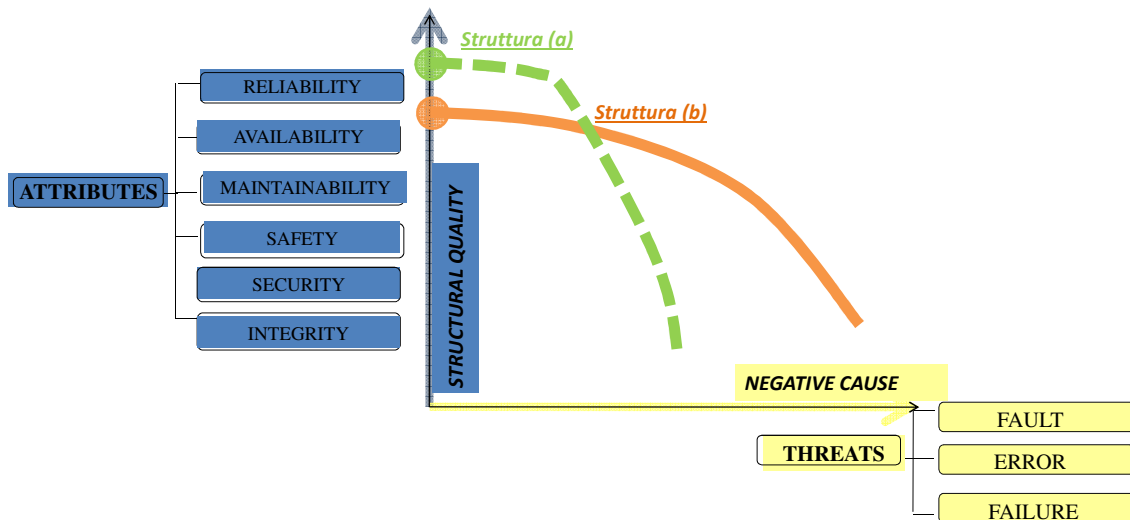 Struttura (a)
RELIABILITY
Struttura (b)
AVAILABILITY
ATTRIBUTES
MAINTAINABILITY
SAFETY
SECURITY
INTEGRITY
STRUCTURAL QUALITY
NEGATIVE CAUSE
THREATS
FAULT
ERROR
FAILURE